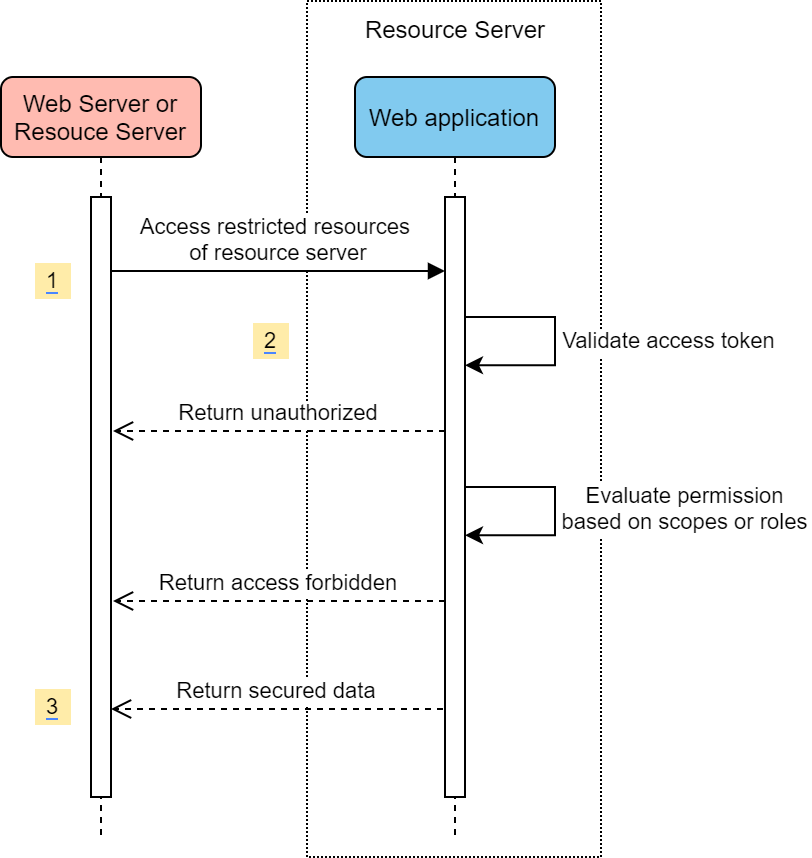 Resource Server
Web Server or
Resouce Server
Web application
Access restricted resources
of resource server
1
2
Validate access token
Return unauthorized
Evaluate permission
based on scopes or roles
Return access forbidden
Return secured data
3